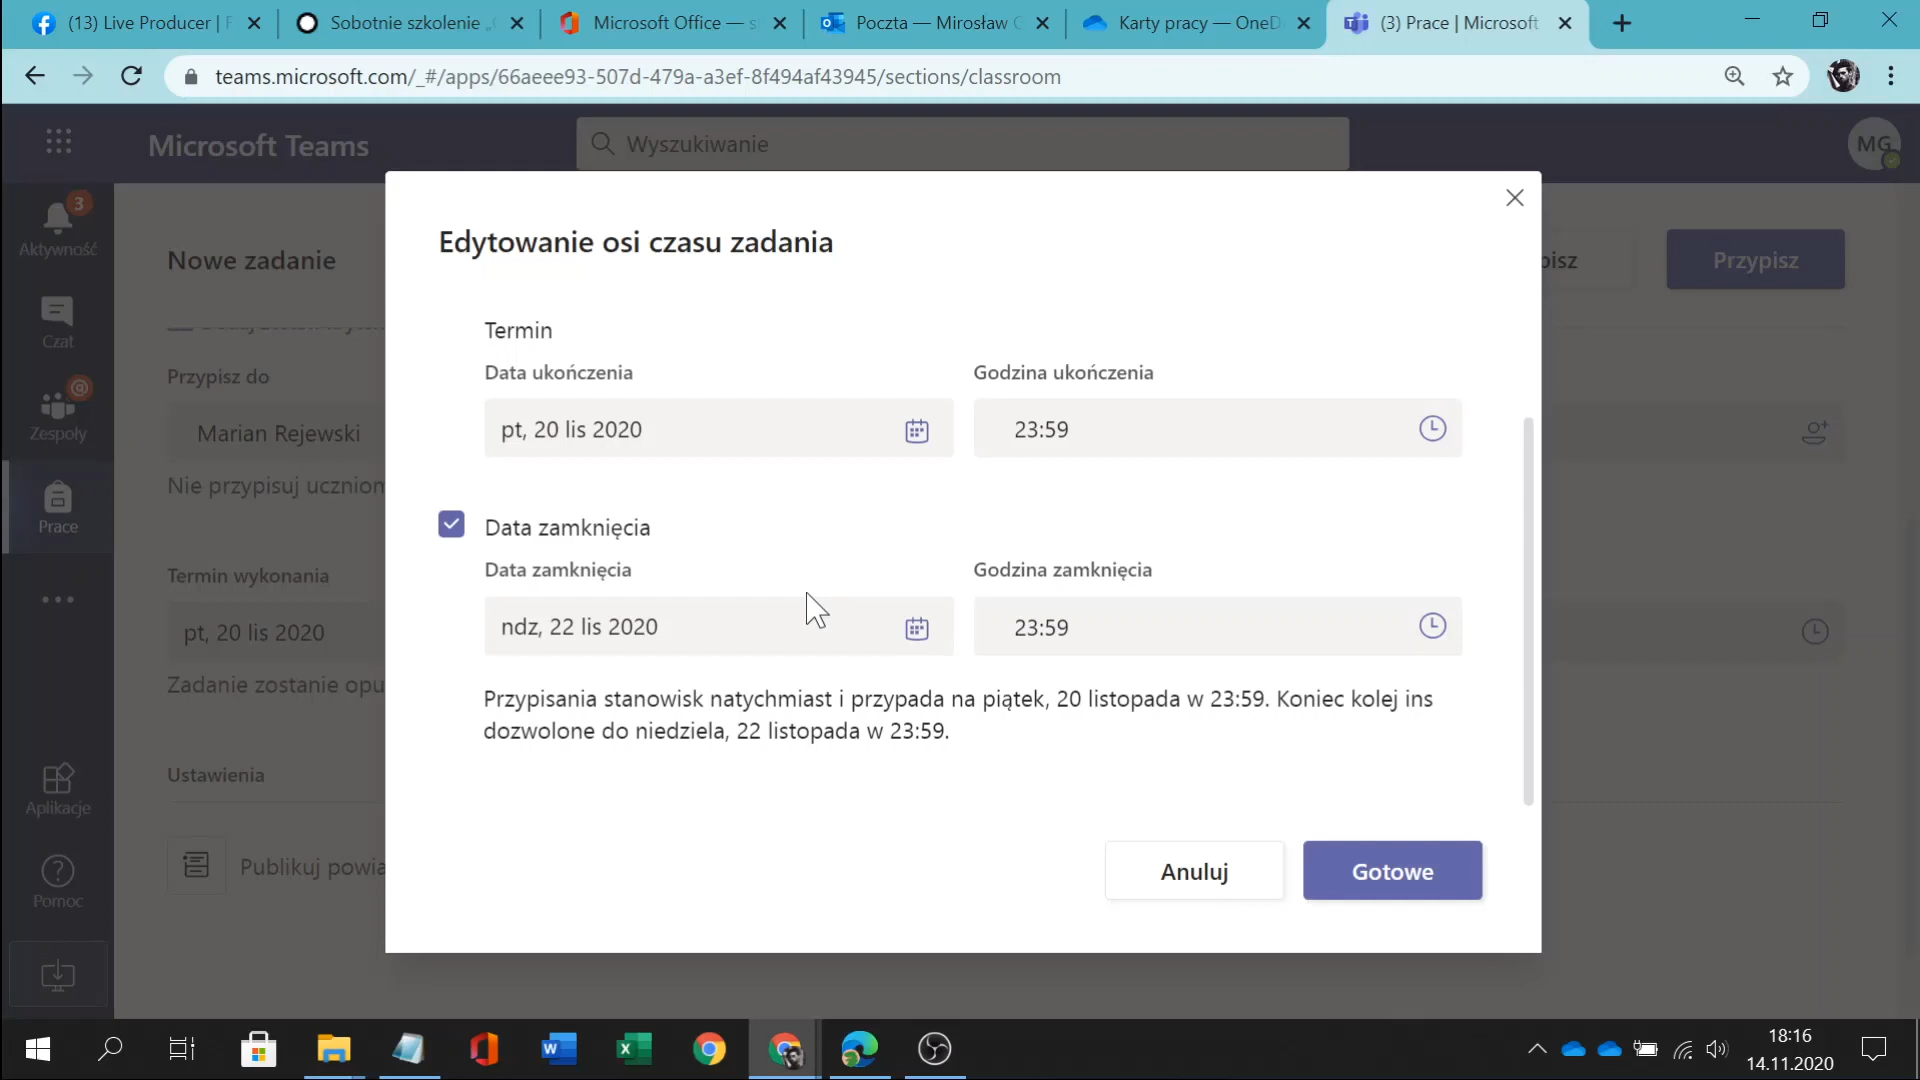 (13) Live Producer | F
Sobotnie szkolenie „
Microsoft Office — s
Poczta — Mirosław G
Karty pracy — OneD
(3) Prace | Microsoft
teams.microsoft.com/_#/apps/66aeee93-507d-479a-a3ef-8f494af43945/sections/classroom
Microsoft Teams
Wyszukiwanie
MG
3
Aktywność
Czat
Zespoły
Prace
Aplikacje
Pomoc
Nowe zadanie
pisz
Przypisz
Przypisz do
Marian Rejewski
Nie przypisuj uczniom
Termin wykonania
pt, 20 lis 2020
Zadanie zostanie opu
Ustawienia
Publikuj powia
Edytowanie osi czasu zadania
Termin
Data ukończenia
Godzina ukończenia
pt, 20 lis 2020
23:59
Data zamknięcia
Data zamknięcia
Godzina zamknięcia
ndz, 22 lis 2020
23:59
Przypisania stanowisk natychmiast i przypada na piątek, 20 listopada w 23:59. Koniec kolej ins
dozwolone do niedziela, 22 listopada w 23:59.
Anuluj
Gotowe
18:16
14.11.2020